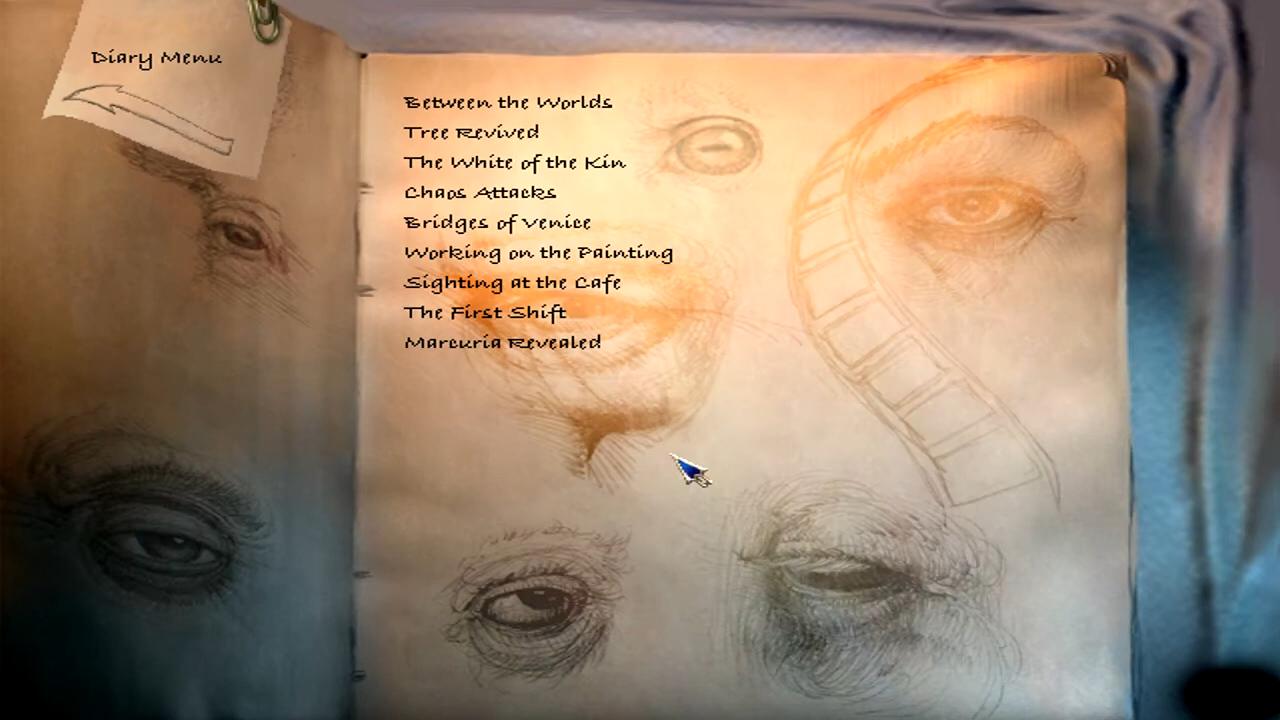 Diary Menu
Between the Worlds
Tree Revived
The White of the Kin
Chaos Attacks
Bridges of Venice
Working on the Painting
Sighting at the Cafe
The First Shift
Marcuria Revealed